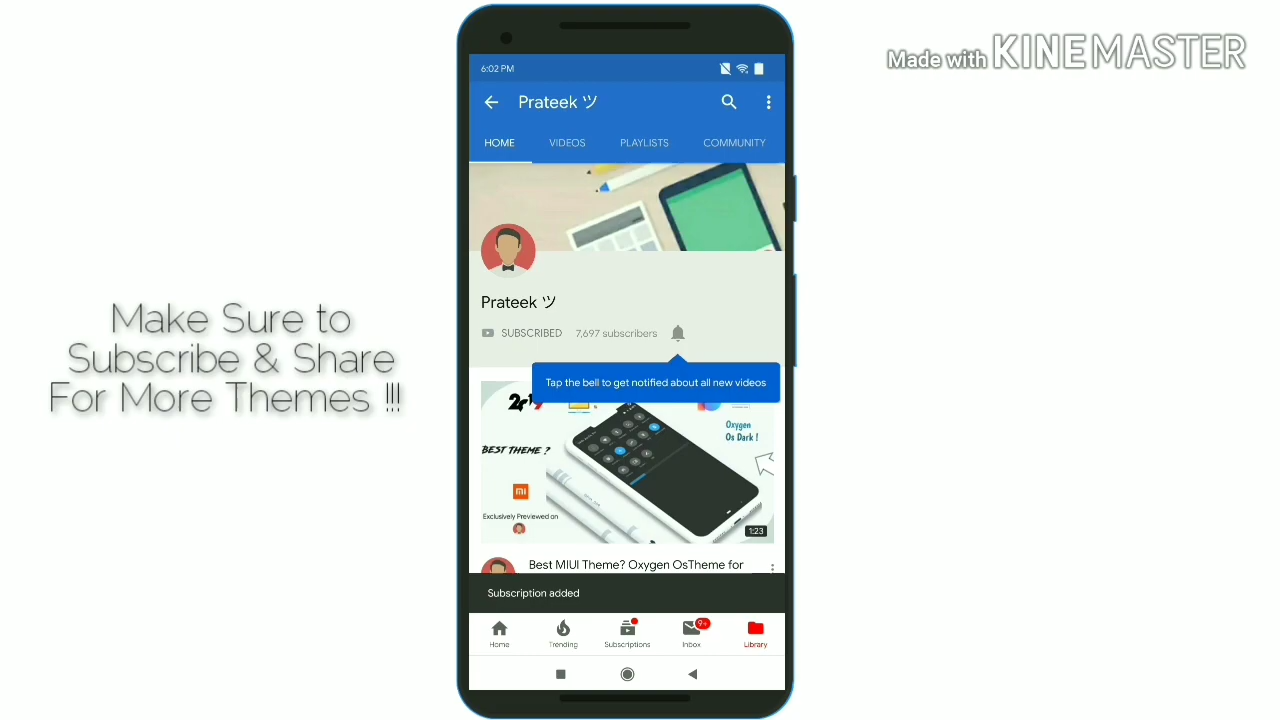 Made with KINEMASTER
6:02 PM
Prateek ツ
HOME VIDEOS PLAYLISTS COMMUNITY
Prateek ツ
SUBSCRIBED 7,697 subscribers
Tap the bell to get notified about all new videos
Make Sure to
Subscribe & Share
For More Themes !!!
2019
Oxygen
Os Dark !
BEST THEME ?
mi
Exclusively Previewed on
1:23
Best MIUI Theme? Oxygen OsTheme for
Subscription added
9+
Home Trending Subscriptions Inbox Library